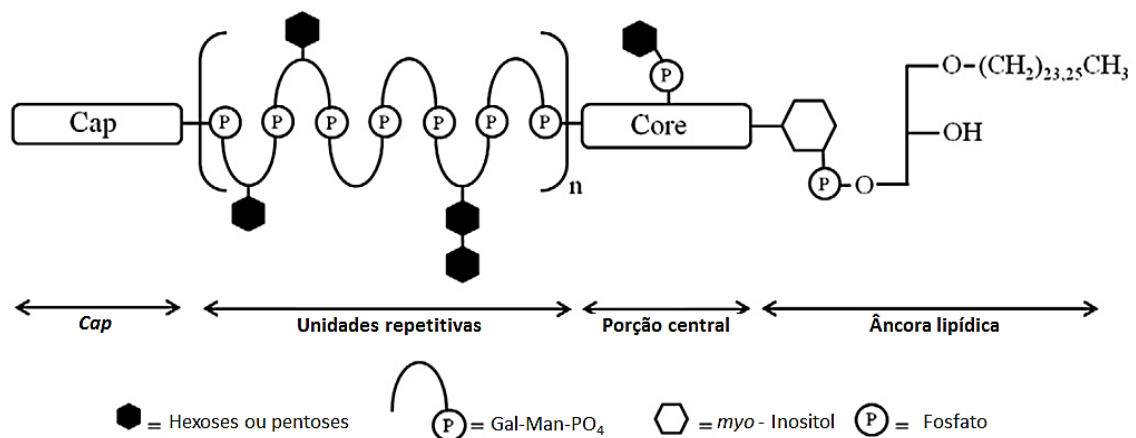 Cap
P P P P P P P
n
P
Core
P
O
O–(CH₂)₂₃,₂₅CH₃
OH
Cap
Unidades repetitivas
Porção central
Âncora lipídica
= Hexoses ou pentoses
P = Gal-Man-PO₄
= myo - Inositol
P = Fosfato